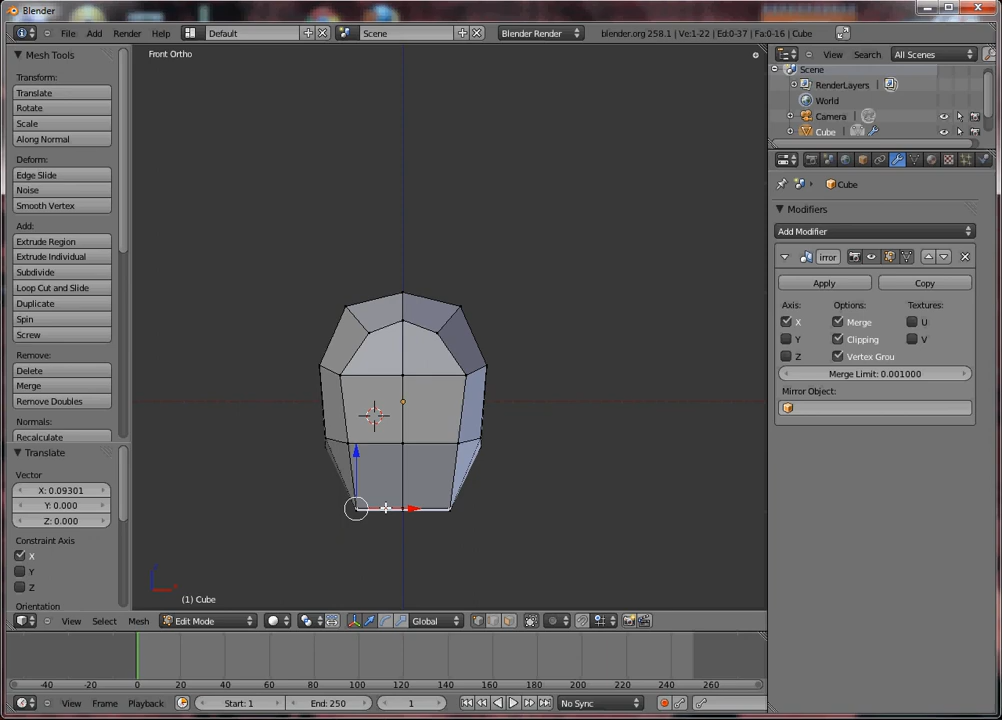 Blender
File Add Render Help Default Scene Blender Render blender.org 258.1 | Ve:1-22 | Ed:0-37 | Fa:0-16 | Cube
Mesh Tools
Transform:
Translate
Rotate
Scale
Along Normal
Deform:
Edge Slide
Noise
Smooth Vertex
Add:
Extrude Region
Extrude Individual
Subdivide
Loop Cut and Slide
Duplicate
Spin
Screw
Remove:
Delete
Merge
Remove Doubles
Normals:
Recalculate
Translate
Vector
X: 0.09301
Y: 0.000
Z: 0.000
Constraint Axis
X
Y
Z
Orientation
Front Ortho
(1) Cube
View Select Mesh Edit Mode Global
-40 -20 0 20 40 60 80 100 120 140 160 180 200 220 240 260
View Frame Playback Start: 1 End: 250 1 No Sync
View Search All Scenes
Scene
RenderLayers
World
Camera
Cube
Cube
Modifiers
Add Modifier
irror
Apply Copy
Axis: Options: Textures:
X Merge U
Y Clipping V
Z Vertex Grou
Merge Limit: 0.001000
Mirror Object: